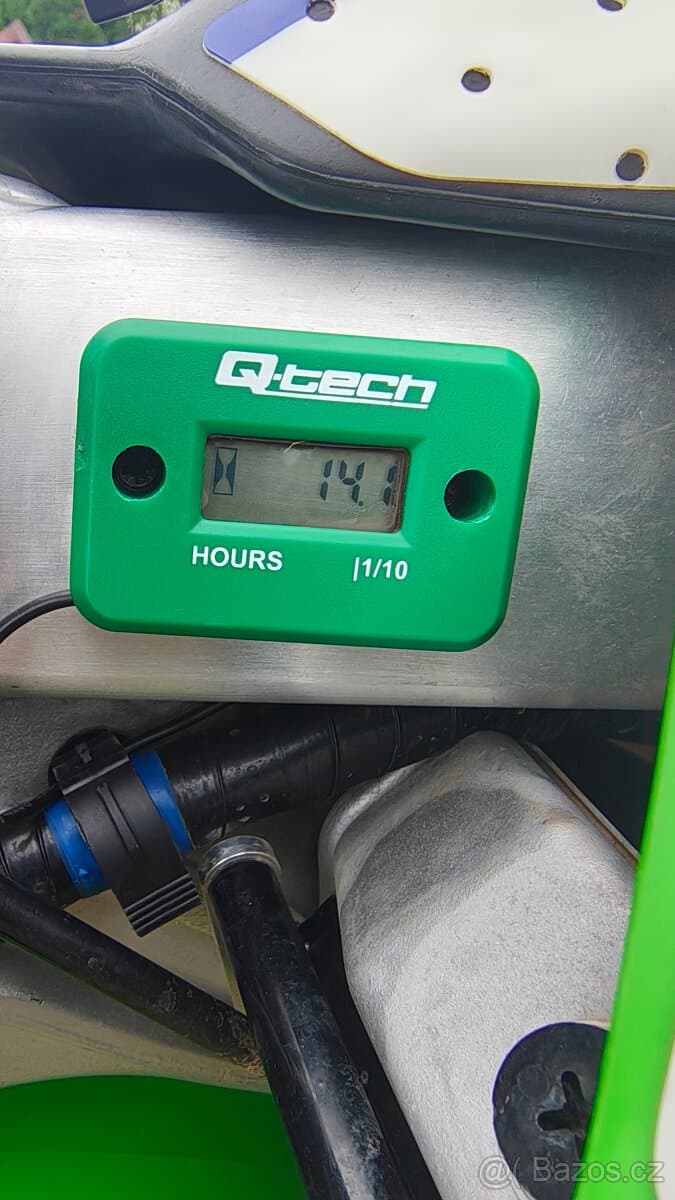 Q-tech
14.1
HOURS |1/10
@( Bazos.cz